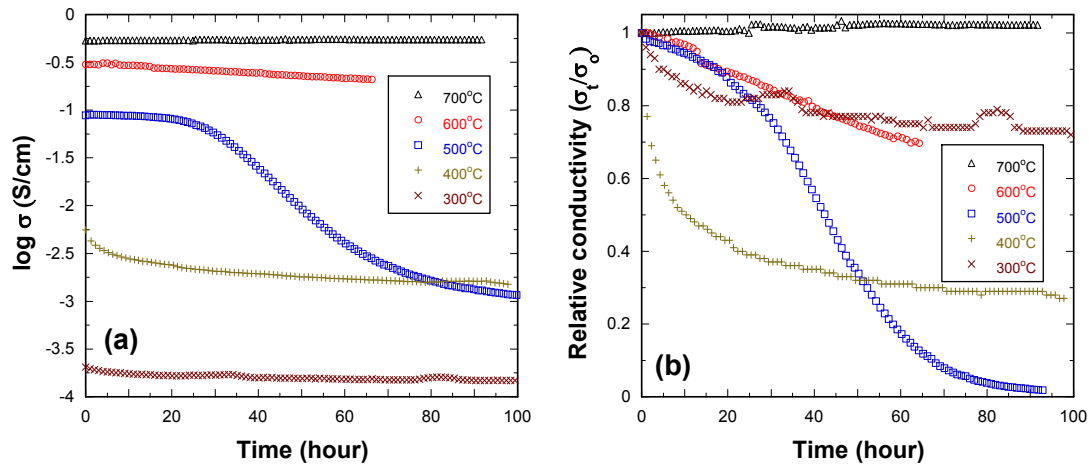 log σ (S/cm)
0
-0.5
-1
-1.5
-2
-2.5
-3
-3.5
-4
700°C
600°C
500°C
400°C
300°C
(a)
0 20 40 60 80 100
Time (hour)
Relative conductivity (σt/σo)
1
0.8
0.6
0.4
0.2
0
700°C
600°C
500°C
400°C
300°C
(b)
0 20 40 60 80 100
Time (hour)